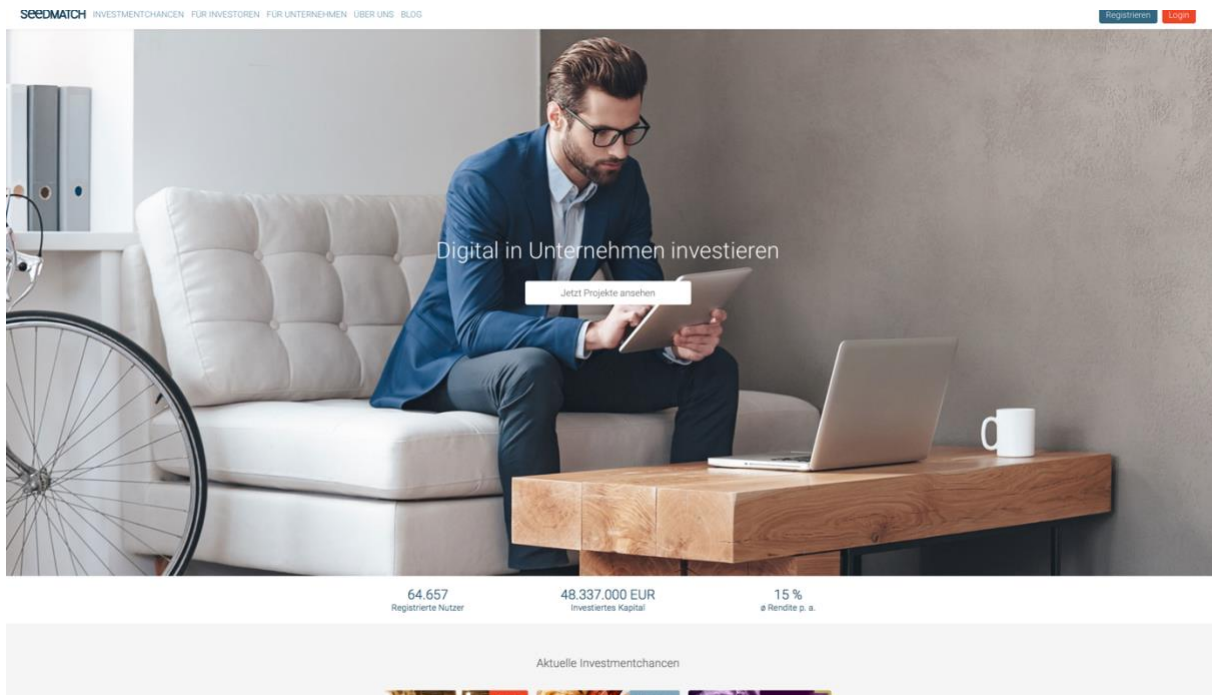 SeeDMATCH INVESTMENTCHANCEN FÜR INVESTOREN FÜR UNTERNEHMEN ÜBER UNS BLOG Registrieren Login
Digital in Unternehmen investieren
Jetzt Projekte ansehen
64.657 48.337.000 EUR 15 %
Registrierte Nutzer Investiertes Kapital ø Rendite p. a.
Aktuelle Investmentchancen